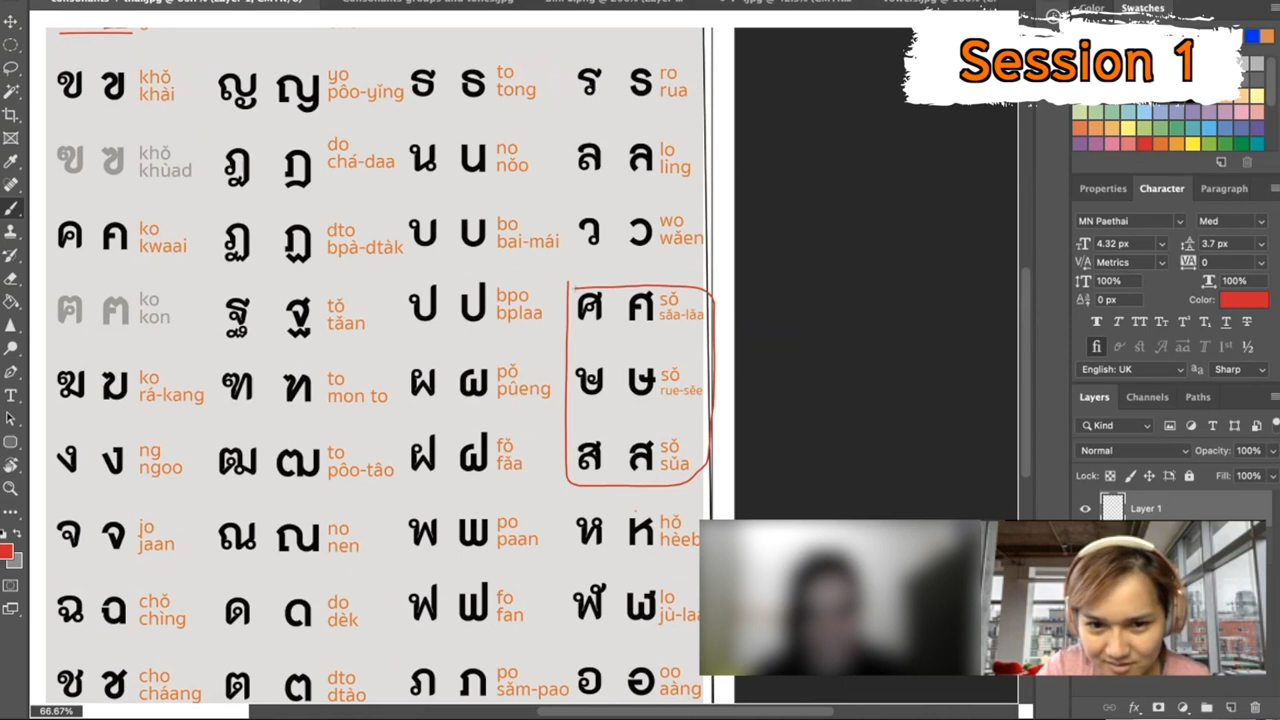 Session 1
ข ข khǒ khài
ฃ ฃ khǒ khùad
ค ค ko kwaai
ฅ ฅ ko kon
ฆ ฆ ko rá-kang
ง ง ng ngoo
จ จ jo jaan
ฉ ฉ chǒ chìng
ช ช cho cháang
ญ ญ yo pôo-yǐng
ฎ ฎ do chá-daa
ฏ ฏ dto bpà-dtàk
ฐ ฐ tǒ tǎan
ฑ ฑ to mon to
ฒ ฒ to pôo-tâo
ณ ณ no nen
ด ด do dèk
ต ต dto dtào
ธ ธ to tong
น น no nǒo
บ บ bo bai-mái
ป ป bpo bplaa
ผ ผ pǒ pûeng
ฝ ฝ fǒ fǎa
พ พ po paan
ฟ ฟ fo fan
ภ ภ po sǎm-pao
ร ร ro rua
ล ล lo ling
ว ว wo wǎen
ศ ศ sǒ sǎa-lǎa
ษ ษ sǒ rue-sěe
ส ส sǒ sǔa
ห ห hǒ hèeb
ฬ ฬ lo jù-laa
อ อ oo aàng
Color Swatches
Properties Character Paragraph
MN Paethai Med
4.32 px 3.7 px
Metrics 0
100% 100%
0 px Color:
English: UK Sharp
Layers Channels Paths
Kind
Normal Opacity: 100%
Lock: Fill: 100%
Layer 1
66.67%